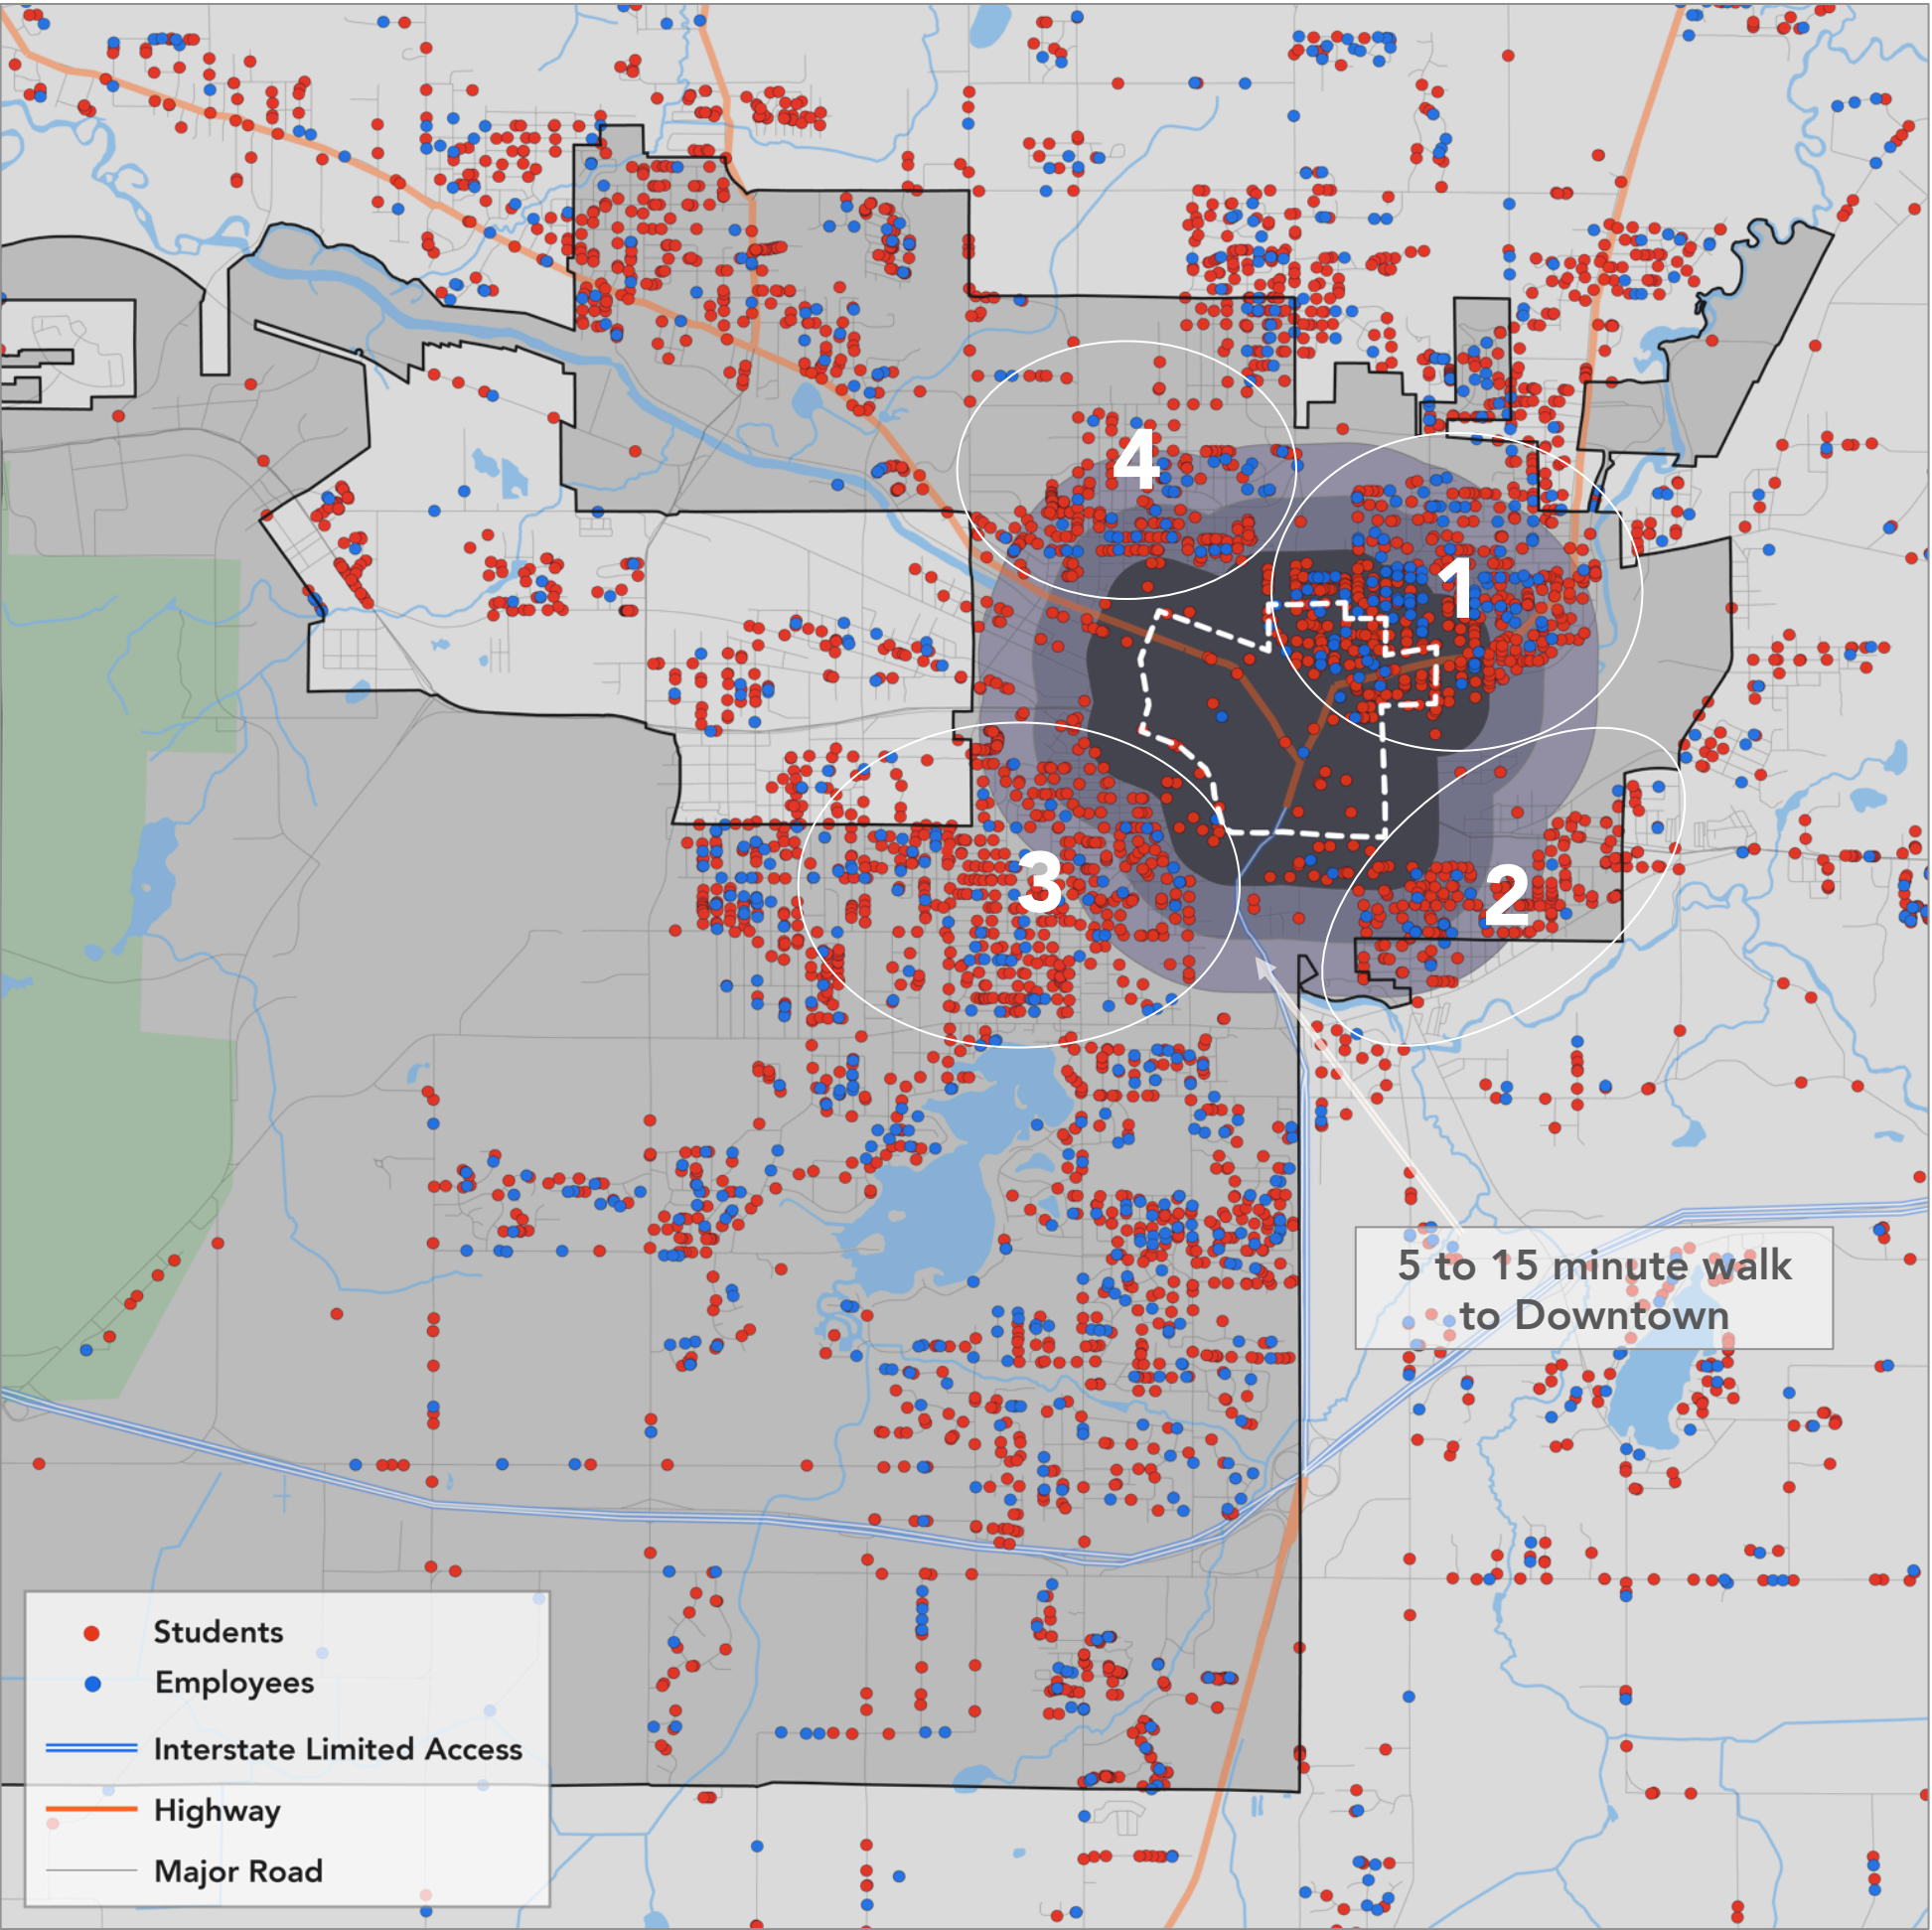 4
1
3
2
5 to 15 minute walk
to Downtown
Students
Employees
Interstate Limited Access
Highway
Major Road